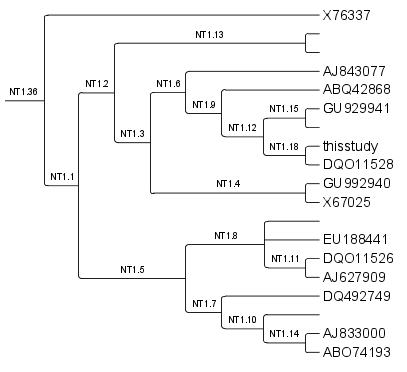 X76337
NT1.13
NT1.36
NT1.2
NT1.6
AJ843077
ABQ42868
NT1.9
NT1.15
GU929941
NT1.3
NT1.12
NT1.18
thisstudy
DQO11528
NT1.1
NT1.4
GU992940
X67025
NT1.8
EU188441
NT1.11
DQO11526
NT1.5
AJ627909
DQ492749
NT1.7
NT1.10
NT1.14
AJ833000
ABO74193